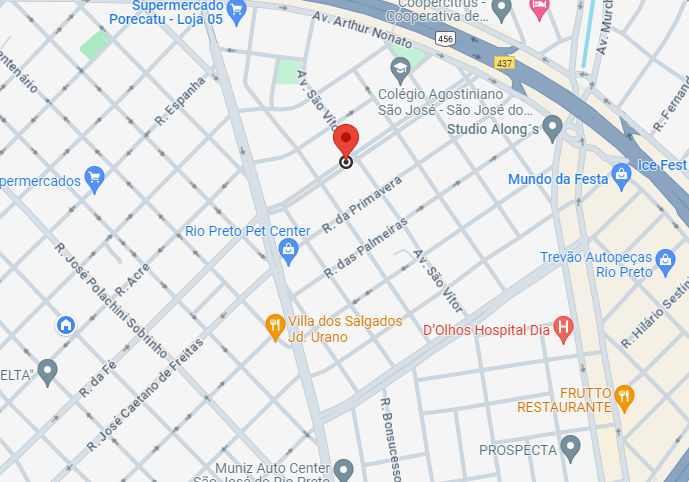 Supermercado
Porecatu - Loja 05
Coopercitrus -
Cooperativa de...
Av. Arthur Nonato
456
437
Av. Murch
R. Espanha
Av. São Vito
Colégio Agostiniano
São José - São José do...
Studio Along´s
R. Fernand
Ice Fest
Mundo da Festa
permercados
R. da Primavera
Rio Preto Pet Center
R. das Palmeiras
Av. São Vitor
Trevão Autopeças
Rio Preto
R. José Polachini Sobrinho
R. Acre
R. Hilário Sestin
Villa dos Salgados
Jd. Urano
D'Olhos Hospital Dia
H
R. da Fé
R. José Caetano de Freitas
ELTA"
FRUTTO
RESTAURANTE
R. Bonsucesso
PROSPECTA
Muniz Auto Center
São José do Rio Preto